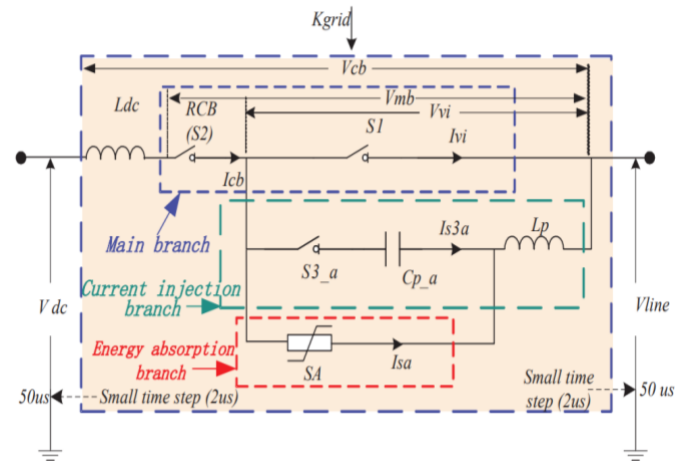 Kgrid
Vcb
Vmb
Vvi
Ldc
RCB
(S2)
S1
Ivi
Icb
Main branch
Is3a
Lp
S3_a
Cp_a
Current injection
branch
V dc
Vline
Energy absorption
branch
Isa
SA
50us
Small time step (2us)
Small time
step (2us)
50 us